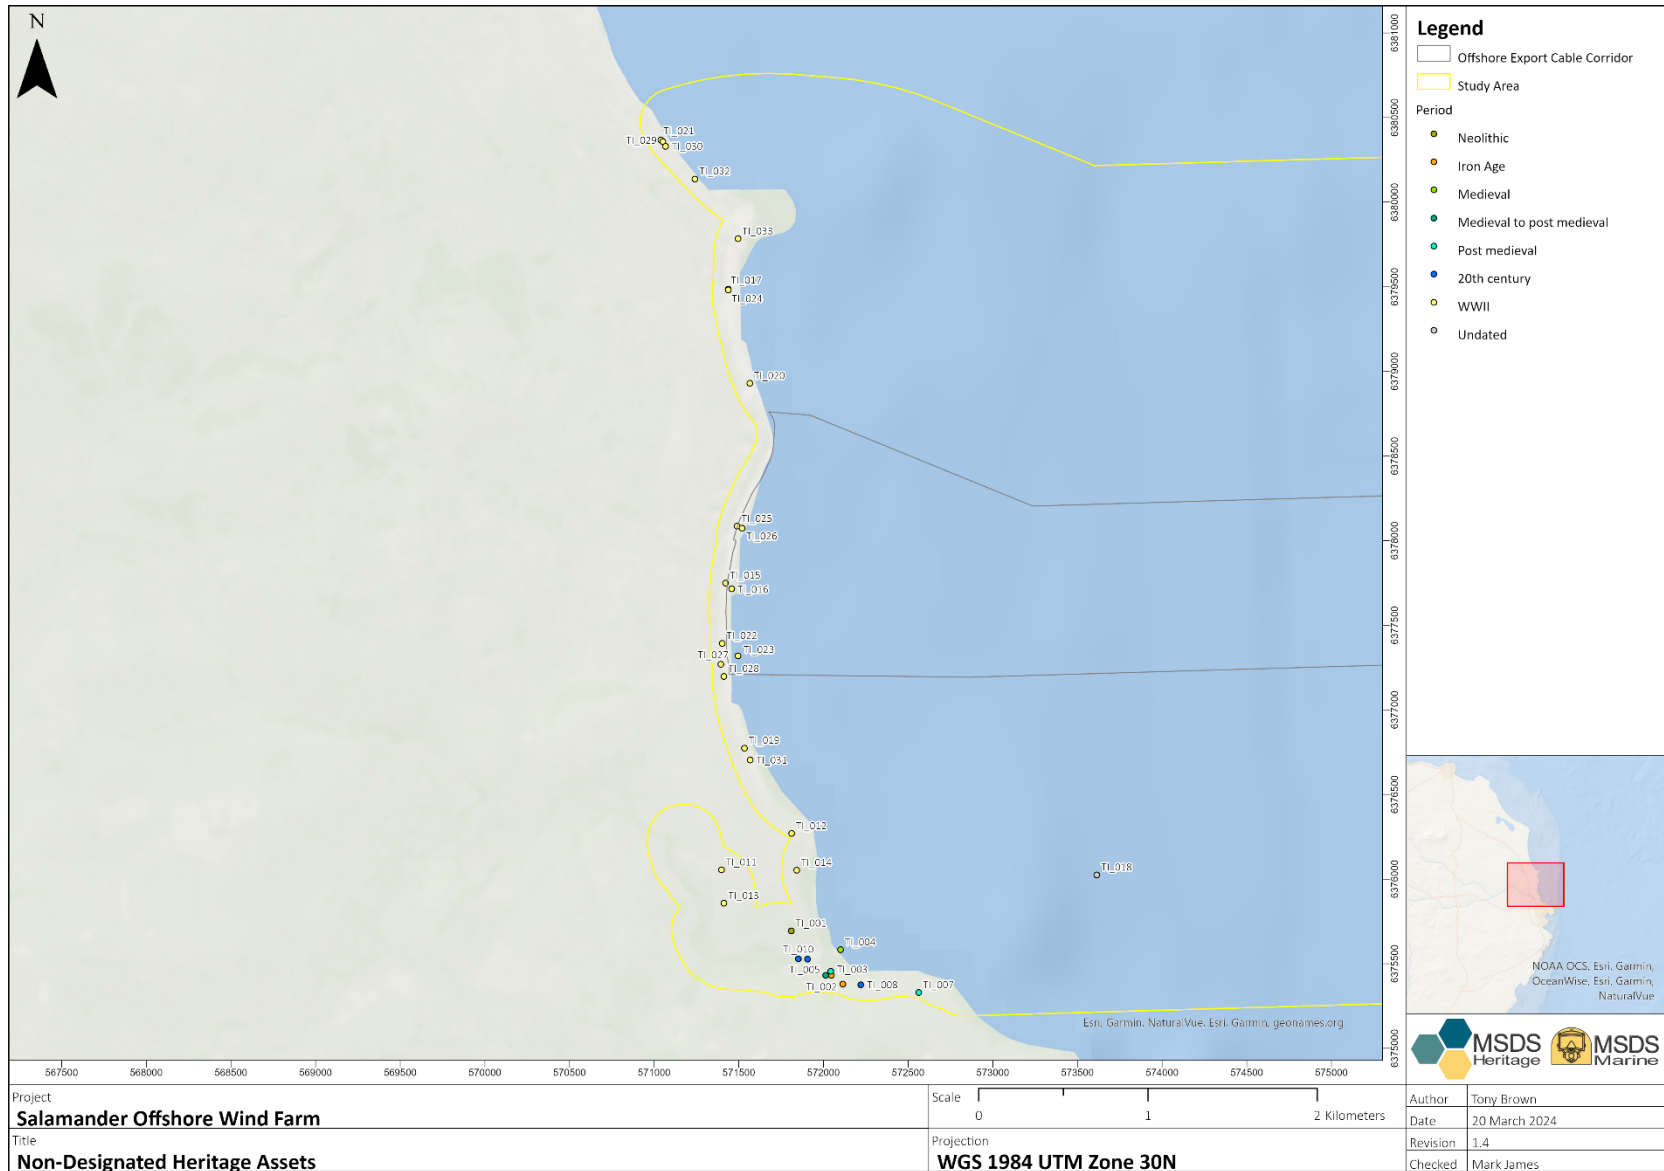 N
TI_021
TI_029
TI_030
TI_032
TI_033
TI_017
TI_024
TI_020
TI_025
TI_026
TI_015
TI_016
TI_022
TI_023
TI_027
TI_028
TI_019
TI_031
TI_012
TI_011
TI_014
TI_018
TI_013
TI_001
TI_004
TI_010
TI_005
TI_003
TI_002
TI_008
TI_007
Esri, Garmin, NaturalVue, Esri, Garmin, geonames.org
6381000
6380500
6380000
6379500
6379000
6378500
6378000
6377500
6377000
6376500
6376000
6375500
6375000
567500 568000 568500 569000 569500 570000 570500 571000 571500 572000 572500 573000 573500 574000 574500 575000
Legend
Offshore Export Cable Corridor
Study Area
Period
Neolithic
Iron Age
Medieval
Medieval to post medieval
Post medieval
20th century
WWII
Undated
NOAA OCS, Esri, Garmin,
OceanWise, Esri, Garmin,
NaturalVue
MSDS
Heritage
MSDS
Marine
Project
Salamander Offshore Wind Farm
Title
Non-Designated Heritage Assets
Scale
0 1 2 Kilometers
Projection
WGS 1984 UTM Zone 30N
Author Tony Brown
Date 20 March 2024
Revision 1.4
Checked Mark James